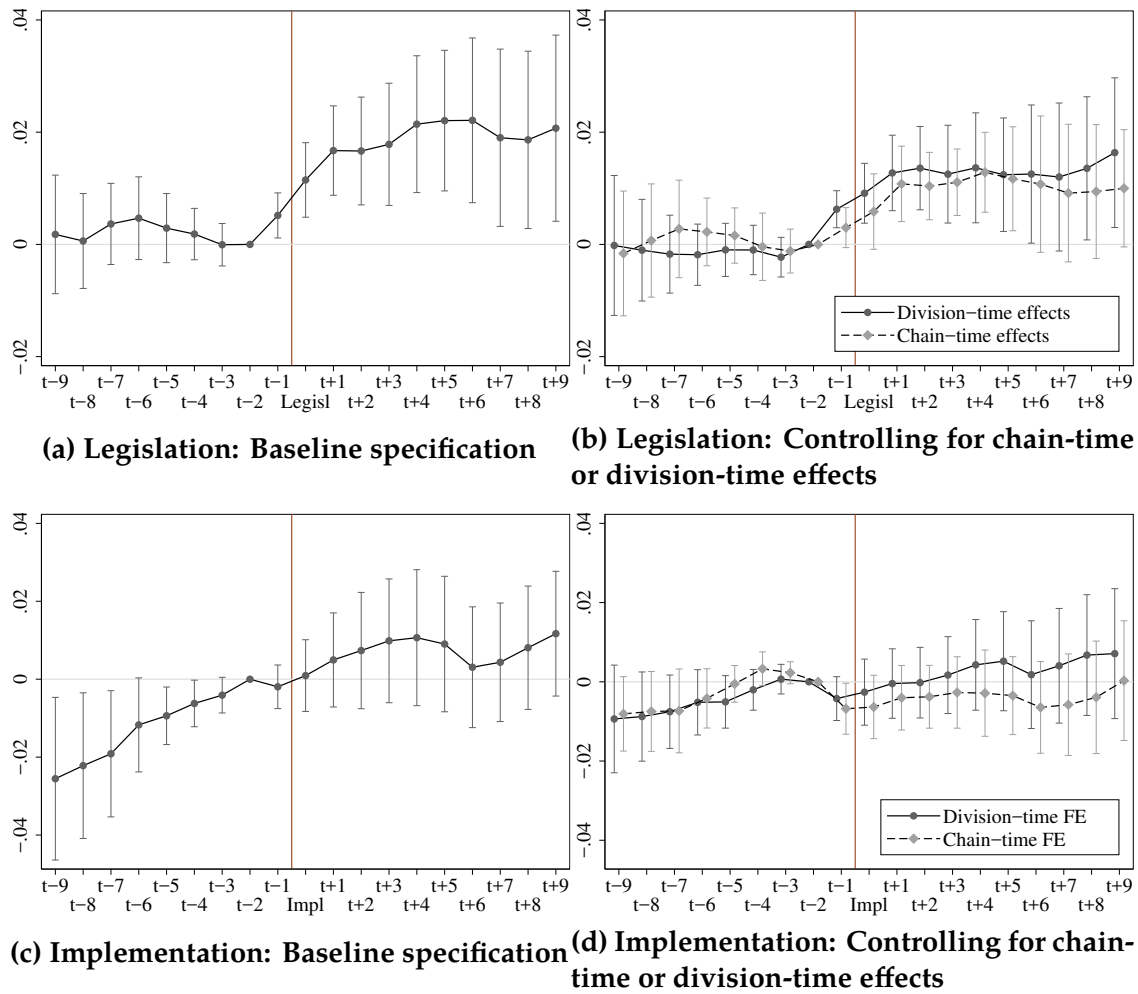 .04
.02
0
−.02
t−9 t−7 t−5 t−3 t−1 t+1 t+3 t+5 t+7 t+9
t−8 t−6 t−4 t−2 Legisl t+2 t+4 t+6 t+8
(a) Legislation: Baseline specification
.04
.02
0
−.02
Division−time effects
Chain−time effects
t−9 t−7 t−5 t−3 t−1 t+1 t+3 t+5 t+7 t+9
t−8 t−6 t−4 t−2 Legisl t+2 t+4 t+6 t+8
(b) Legislation: Controlling for chain-time
or division-time effects
.04
.02
0
−.02
−.04
t−9 t−7 t−5 t−3 t−1 t+1 t+3 t+5 t+7 t+9
t−8 t−6 t−4 t−2 Impl t+2 t+4 t+6 t+8
(c) Implementation: Baseline specification
.04
.02
0
−.02
−.04
Division−time FE
Chain−time FE
t−9 t−7 t−5 t−3 t−1 t+1 t+3 t+5 t+7 t+9
t−8 t−6 t−4 t−2 Impl t+2 t+4 t+6 t+8
(d) Implementation: Controlling for chain-
time or division-time effects